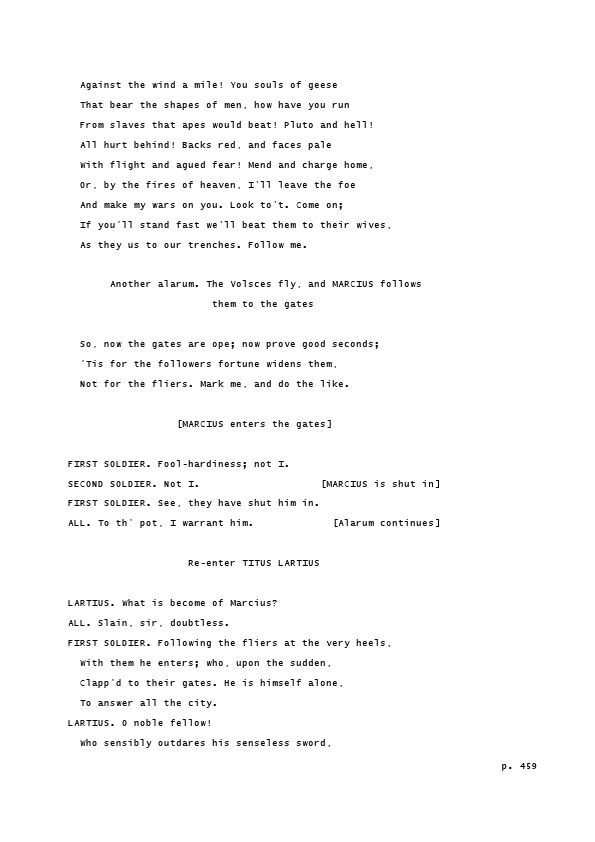 Against the wind a mile! You souls of geese
That bear the shapes of men, how have you run
From slaves that apes would beat! Pluto and hell!
All hurt behind! Backs red, and faces pale
With flight and agued fear! Mend and charge home,
Or, by the fires of heaven, I'll leave the foe
And make my wars on you. Look to't. Come on;
If you'll stand fast we'll beat them to their wives,
As they us to our trenches. Follow me.
Another alarum. The Volsces fly, and MARCIUS follows
them to the gates
So, now the gates are ope; now prove good seconds;
'Tis for the followers fortune widens them,
Not for the fliers. Mark me, and do the like.
[MARCIUS enters the gates]
FIRST SOLDIER. Fool-hardiness; not I.
SECOND SOLDIER. Not I. [MARCIUS is shut in]
FIRST SOLDIER. See, they have shut him in.
ALL. To th' pot, I warrant him. [Alarum continues]
Re-enter TITUS LARTIUS
LARTIUS. What is become of Marcius?
ALL. Slain, sir, doubtless.
FIRST SOLDIER. Following the fliers at the very heels,
With them he enters; who, upon the sudden,
Clapp'd to their gates. He is himself alone,
To answer all the city.
LARTIUS. O noble fellow!
Who sensibly outdares his senseless sword,
p. 459